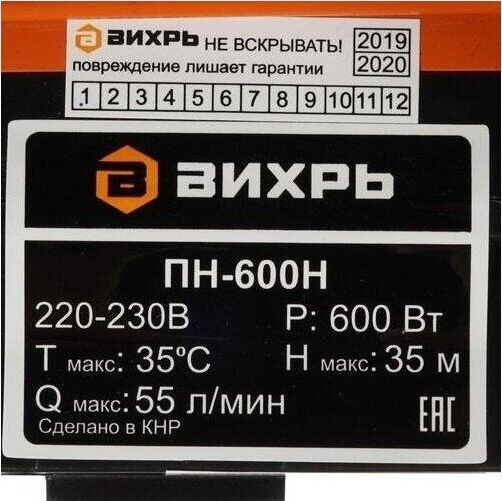 ВИХРЬ НЕ ВСКРЫВАТЬ! 2019
повреждение лишает гарантии 2020
1 2 3 4 5 6 7 8 9 10 11 12
ВИХРЬ
ПН-600Н
220-230В P: 600 Вт
T макс: 35ºC H макс: 35 м
Q макс: 55 л/мин
Сделано в КНР EAC